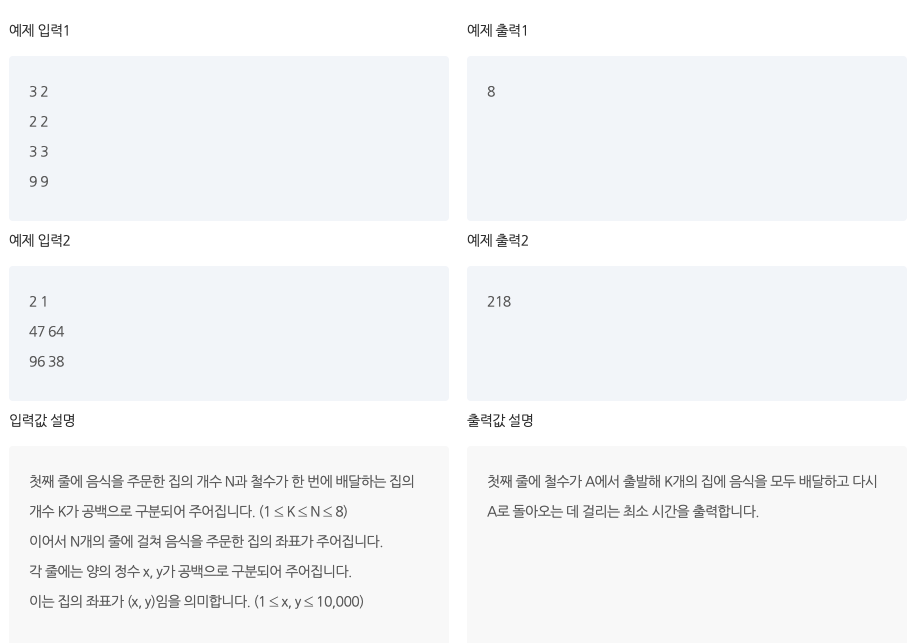 예제 입력1
3 2
2 2
3 3
9 9
예제 출력1
8
예제 입력2
2 1
47 64
96 38
예제 출력2
218
입력값 설명
첫째 줄에 음식을 주문한 집의 개수 N과 철수가 한 번에 배달하는 집의
개수 K가 공백으로 구분되어 주어집니다. (1 ≤ K ≤ N ≤ 8)
이어서 N개의 줄에 걸쳐 음식을 주문한 집의 좌표가 주어집니다.
각 줄에는 양의 정수 x, y가 공백으로 구분되어 주어집니다.
이는 집의 좌표가 (x, y)임을 의미합니다. (1 ≤ x, y ≤ 10,000)
출력값 설명
첫째 줄에 철수가 A에서 출발해 K개의 집에 음식을 모두 배달하고 다시
A로 돌아오는 데 걸리는 최소 시간을 출력합니다.